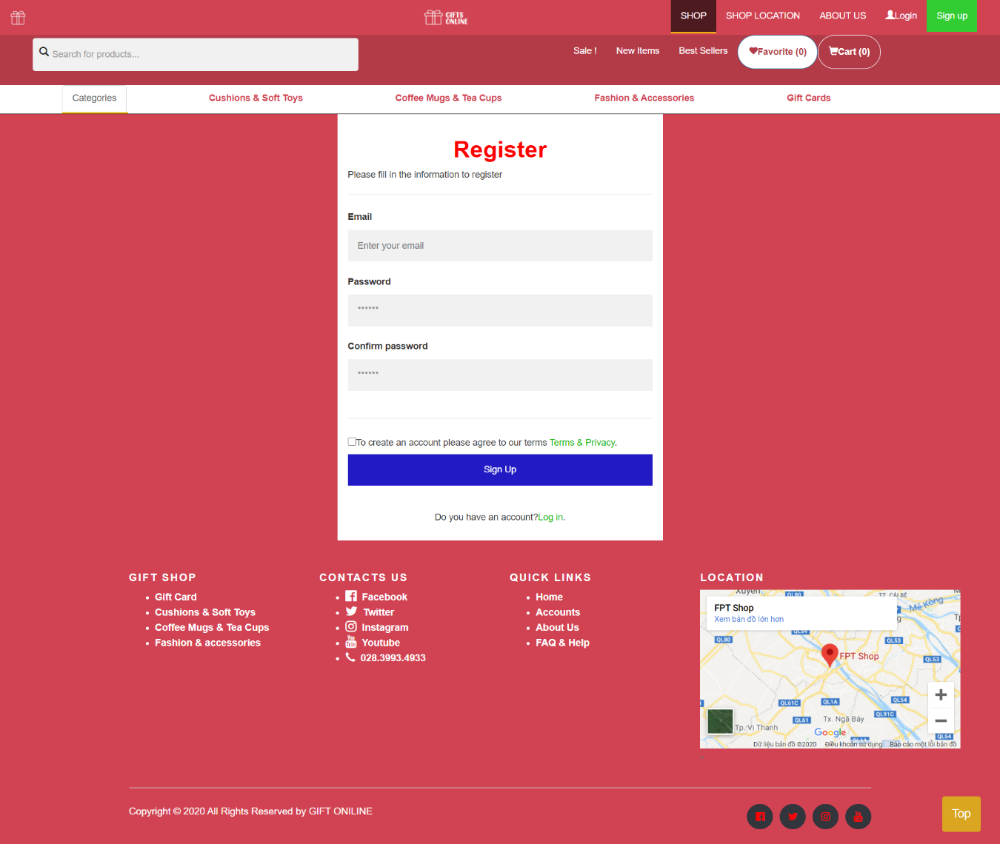 GIFTS
ONLINE
SHOP
SHOP LOCATION
ABOUT US
Login
Sign up
Search for products...
Sale !
New Items
Best Sellers
Favorite (0)
Cart (0)
Categories
Cushions & Soft Toys
Coffee Mugs & Tea Cups
Fashion & Accessories
Gift Cards
Register
Please fill in the information to register
Email
Enter your email
Password
******
Confirm password
******
To create an account please agree to our terms Terms & Privacy.
Sign Up
Do you have an account?Log in.
GIFT SHOP
Gift Card
Cushions & Soft Toys
Coffee Mugs & Tea Cups
Fashion & accessories
CONTACTS US
Facebook
Twitter
Instagram
You
Tube
Youtube
028.3993.4933
QUICK LINKS
Home
Accounts
About Us
FAQ & Help
LOCATION
Xuyên
QL80
TT. CÁI BÈ
Mê Kông
FPT Shop
Xem bản đồ lớn hơn
QL54
QL80
QL53
QL53
FPT Shop
QL61C
QL1A
QL54
QL91C
QL61
Tx. Ngã Bảy
Tp. Vị Thanh
Google
QL54
Dữ liệu bản đồ ©2020
Điều khoản sử dụng
Báo cáo một lỗi bản đồ
Copyright © 2020 All Rights Reserved by GIFT ONILINE
Top